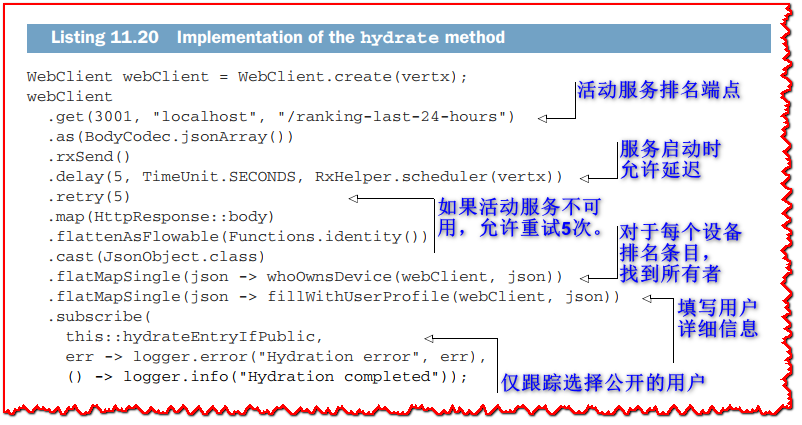 Listing 11.20 Implementation of the hydrate method
WebClient webClient = WebClient.create(vertx);
webClient
活动服务排名端点
.get(3001, "localhost", "/ranking-last-24-hours")
.as(BodyCodec.jsonArray())
.rxSend()
服务启动时
允许延迟
.delay(5, TimeUnit.SECONDS, RxHelper.scheduler(vertx))
.retry(5)
如果活动服务不可
用，允许重试5次。
.map(HttpResponse::body)
.flattenAsFlowable(Functions.identity())
.cast(JsonObject.class)
对于每个设备
排名条目，
找到所有者
.flatMapSingle(json -> whoOwnsDevice(webClient, json))
.flatMapSingle(json -> fillWithUserProfile(webClient, json))
填写用户
详细信息
.subscribe(
this::hydrateEntryIfPublic,
err -> logger.error("Hydration error", err),
() -> logger.info("Hydration completed"));
仅跟踪选择公开的用户